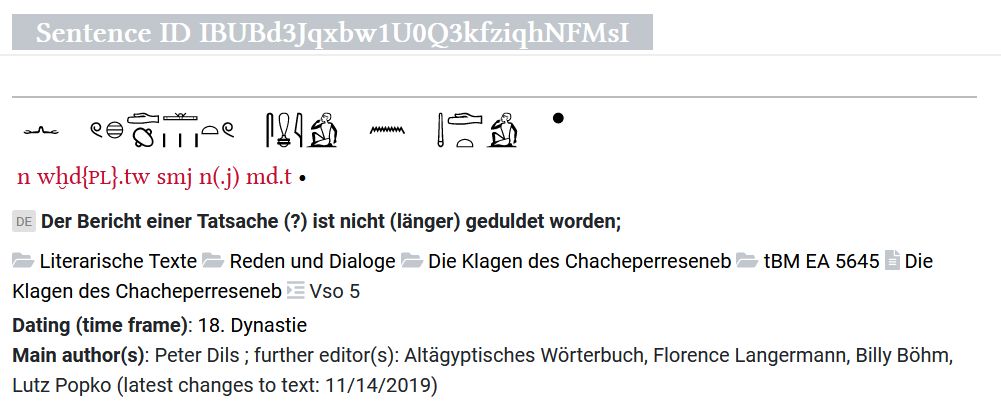 Sentence ID IBUBd3Jqxbw1U0Q3kfziqhNFMsI
n wḫd{PL}.tw smj n(.j) md.t •
DE Der Bericht einer Tatsache (?) ist nicht (länger) geduldet worden;
Literarische Texte Reden und Dialoge Die Klagen des Chacheperreseneb tBM EA 5645 Die
Klagen des Chacheperreseneb Vso 5
Dating (time frame): 18. Dynastie
Main author(s): Peter Dils ; further editor(s): Altägyptisches Wörterbuch, Florence Langermann, Billy Böhm,
Lutz Popko (latest changes to text: 11/14/2019)